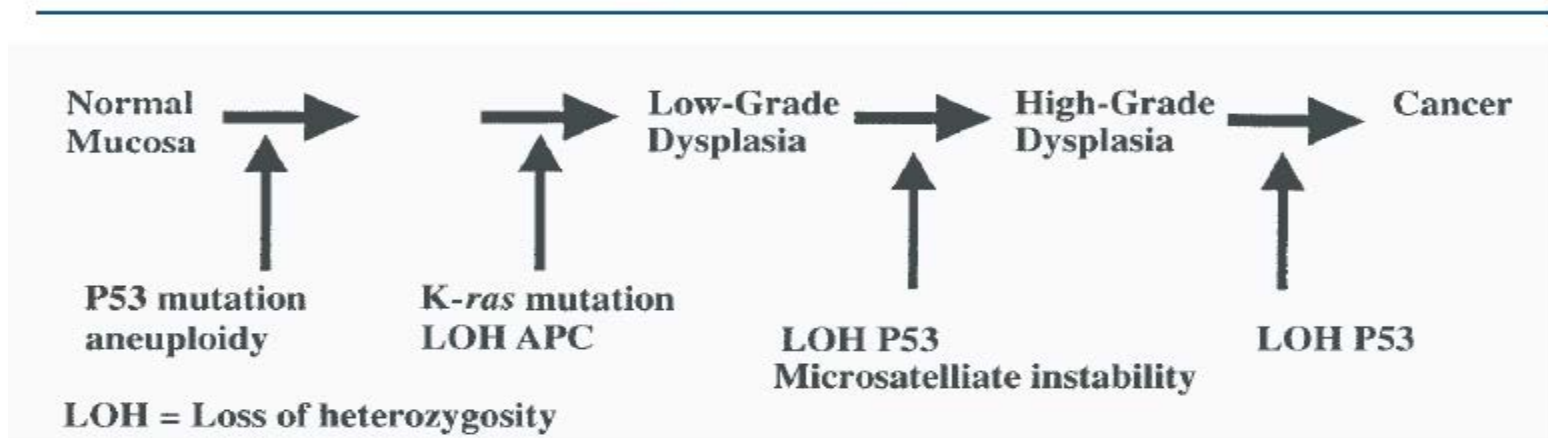 Normal
Mucosa
Low-Grade
Dysplasia
High-Grade
Dysplasia
Cancer
P53 mutation
aneuploidy
K-ras mutation
LOH APC
LOH P53
Microsatelliate instability
LOH P53
LOH = Loss of heterozygosity